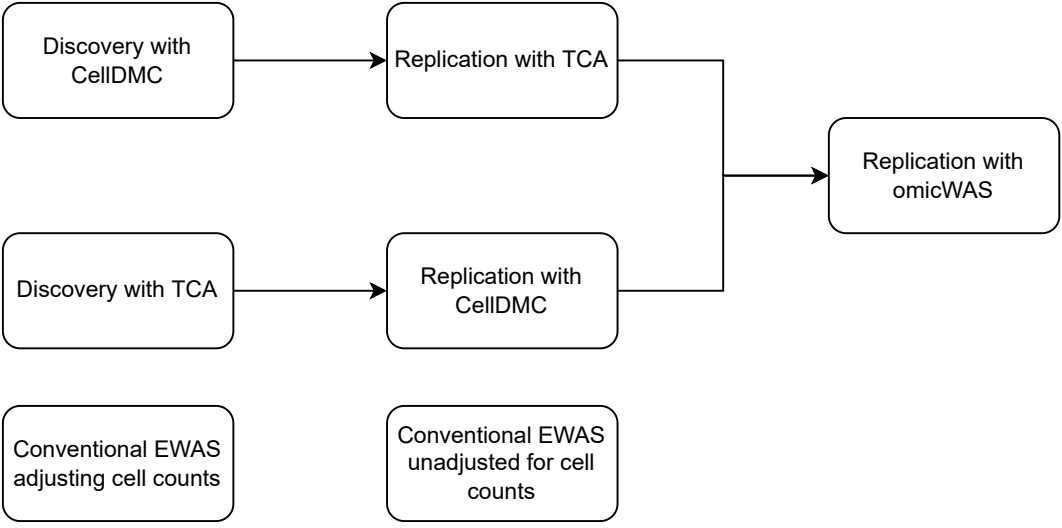 Discovery with
CellDMC
Replication with TCA
Replication with
omicWAS
Discovery with TCA
Replication with
CellDMC
Conventional EWAS
adjusting cell counts
Conventional EWAS
unadjusted for cell
counts